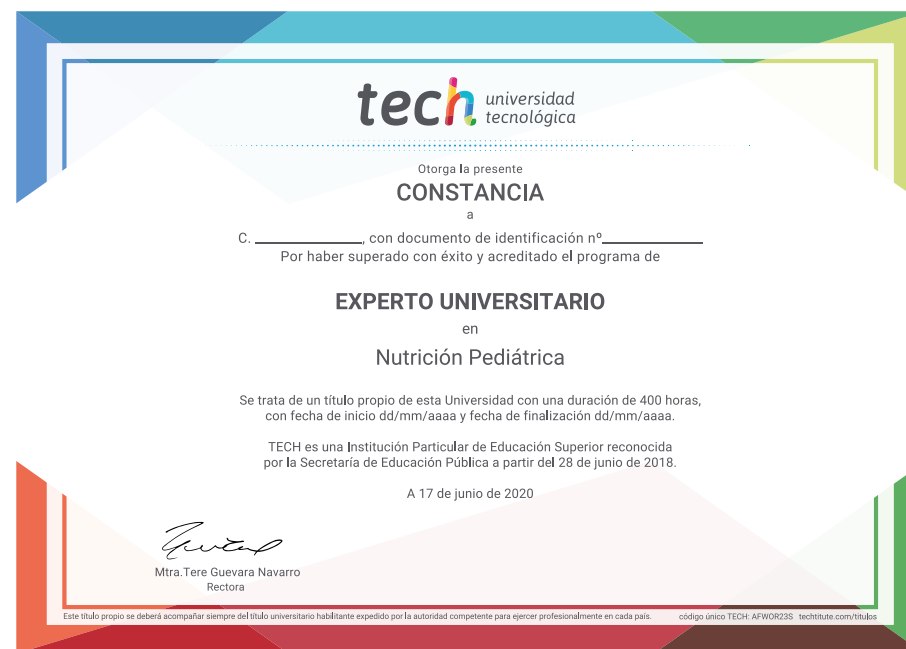 tech universidad
tecnológica
Otorga la presente
CONSTANCIA
a
C. ______________, con documento de identificación nº_____________
Por haber superado con éxito y acreditado el programa de
EXPERTO UNIVERSITARIO
en
Nutrición Pediátrica
Se trata de un título propio de esta Universidad con una duración de 400 horas,
con fecha de inicio dd/mm/aaaa y fecha de finalización dd/mm/aaaa.
TECH es una Institución Particular de Educación Superior reconocida
por la Secretaría de Educación Pública a partir del 28 de junio de 2018.
A 17 de junio de 2020
Mtra.Tere Guevara Navarro
Rectora
Este título propio se deberá acompañar siempre del título universitario habilitante expedido por la autoridad competente para ejercer profesionalmente en cada país.
código único TECH: AFWOR23S techtitute.com/titulos